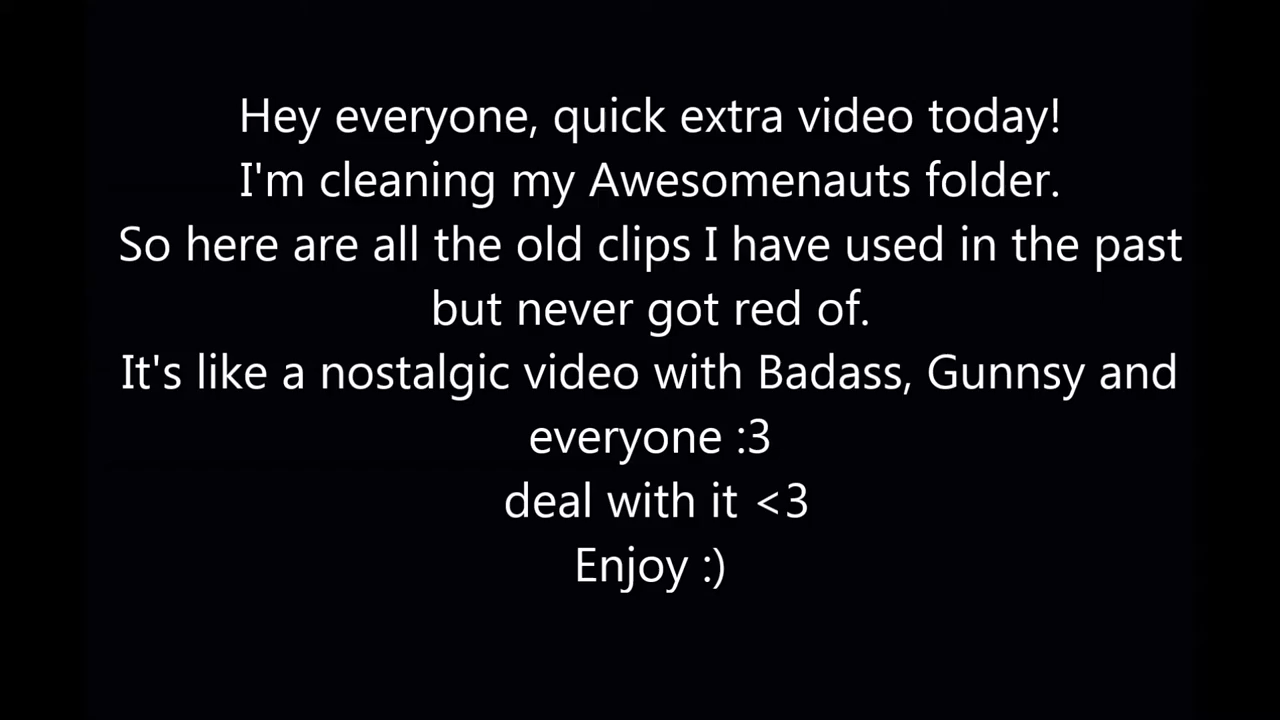 Hey everyone, quick extra video today!
I'm cleaning my Awesomenauts folder.
So here are all the old clips I have used in the past
but never got red of.
It's like a nostalgic video with Badass, Gunnsy and
everyone :3
deal with it <3
Enjoy :)